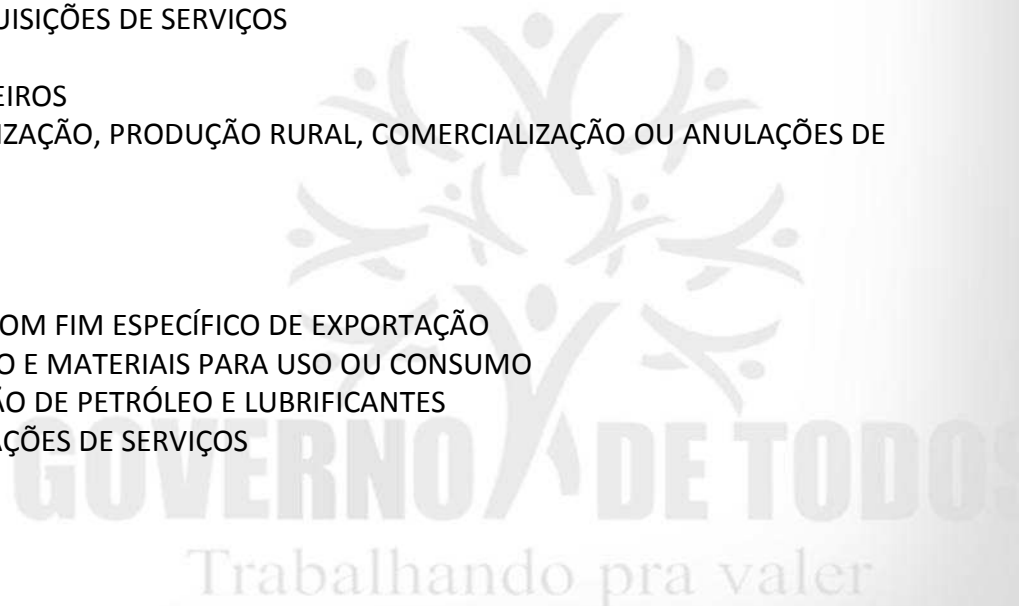 UISIÇÕES DE SERVIÇOS
EIROS
IZAÇÃO, PRODUÇÃO RURAL, COMERCIALIZAÇÃO OU ANULAÇÕES DE
OM FIM ESPECÍFICO DE EXPORTAÇÃO
O E MATERIAIS PARA USO OU CONSUMO
ÃO DE PETRÓLEO E LUBRIFICANTES
AÇÕES DE SERVIÇOS
GOVERNO DE TODOS
Trabalhando pra valer